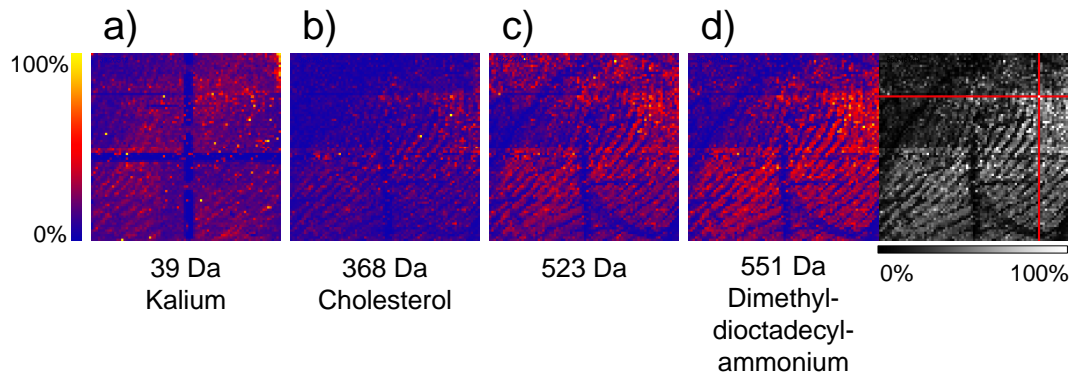 a) b) c) d)
100%
0%
0% 100%
39 Da
Kalium
368 Da
Cholesterol
523 Da
551 Da
Dimethyl-
dioctadecyl-
ammonium